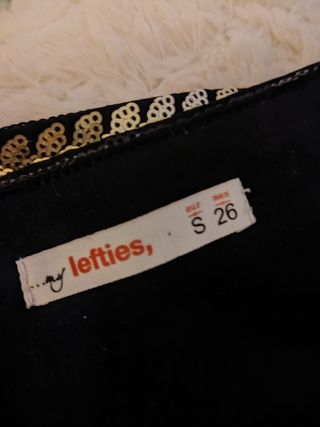 ...my lefties,
eur mex
S 26